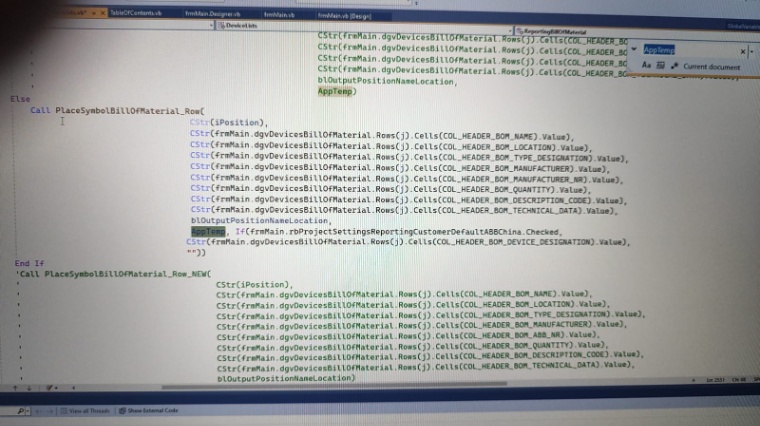 TableOfContents.vb frmMain.Designer.vb frmMain.vb frmMain.vb [Design]
DeviceLists ReportingBillOfMaterial
CStr(frmMain.dgvDevicesBillOfMaterial.Rows(j).Cells(COL_HEADER_BO
CStr(frmMain.dgvDevicesBillOfMaterial.Rows(j).Cells(COL_HEADER_BO
CStr(frmMain.dgvDevicesBillOfMaterial.Rows(j).Cells(COL_HEADER_BO
CStr(frmMain.dgvDevicesBillOfMaterial.Rows(j).Cells(COL_HEADER_BO
blOutputPositionNameLocation,
AppTemp)
AppTemp
Aa Current document
Else
Call PlaceSymbolBillOfMaterial_Row(
CStr(iPosition),
CStr(frmMain.dgvDevicesBillOfMaterial.Rows(j).Cells(COL_HEADER_BOM_NAME).Value),
CStr(frmMain.dgvDevicesBillOfMaterial.Rows(j).Cells(COL_HEADER_BOM_LOCATION).Value),
CStr(frmMain.dgvDevicesBillOfMaterial.Rows(j).Cells(COL_HEADER_BOM_TYPE_DESIGNATION).Value),
CStr(frmMain.dgvDevicesBillOfMaterial.Rows(j).Cells(COL_HEADER_BOM_MANUFACTURER).Value),
CStr(frmMain.dgvDevicesBillOfMaterial.Rows(j).Cells(COL_HEADER_BOM_MANUFACTURER_NR).Value),
CStr(frmMain.dgvDevicesBillOfMaterial.Rows(j).Cells(COL_HEADER_BOM_QUANTITY).Value),
CStr(frmMain.dgvDevicesBillOfMaterial.Rows(j).Cells(COL_HEADER_BOM_DESCRIPTION_CODE).Value),
CStr(frmMain.dgvDevicesBillOfMaterial.Rows(j).Cells(COL_HEADER_BOM_TECHNICAL_DATA).Value),
blOutputPositionNameLocation,
AppTemp, If(frmMain.rbProjectSettingsReportingCustomerDefaultABBChina.Checked,
CStr(frmMain.dgvDevicesBillOfMaterial.Rows(j).Cells(COL_HEADER_BOM_DEVICE_DESIGNATION).Value),
""))
End If
'Call PlaceSymbolBillOfMaterial_Row_NEW(
' CStr(iPosition),
' CStr(frmMain.dgvDevicesBillOfMaterial.Rows(j).Cells(COL_HEADER_BOM_NAME).Value),
' CStr(frmMain.dgvDevicesBillOfMaterial.Rows(j).Cells(COL_HEADER_BOM_LOCATION).Value),
' CStr(frmMain.dgvDevicesBillOfMaterial.Rows(j).Cells(COL_HEADER_BOM_TYPE_DESIGNATION).Value),
' CStr(frmMain.dgvDevicesBillOfMaterial.Rows(j).Cells(COL_HEADER_BOM_MANUFACTURER).Value),
' CStr(frmMain.dgvDevicesBillOfMaterial.Rows(j).Cells(COL_HEADER_BOM_ABB_NR).Value),
' CStr(frmMain.dgvDevicesBillOfMaterial.Rows(j).Cells(COL_HEADER_BOM_QUANTITY).Value),
' CStr(frmMain.dgvDevicesBillOfMaterial.Rows(j).Cells(COL_HEADER_BOM_DESCRIPTION_CODE).Value),
' CStr(frmMain.dgvDevicesBillOfMaterial.Rows(j).Cells(COL_HEADER_BOM_TECHNICAL_DATA).Value),
' blOutputPositionNameLocation)
View all Threads Show External Code